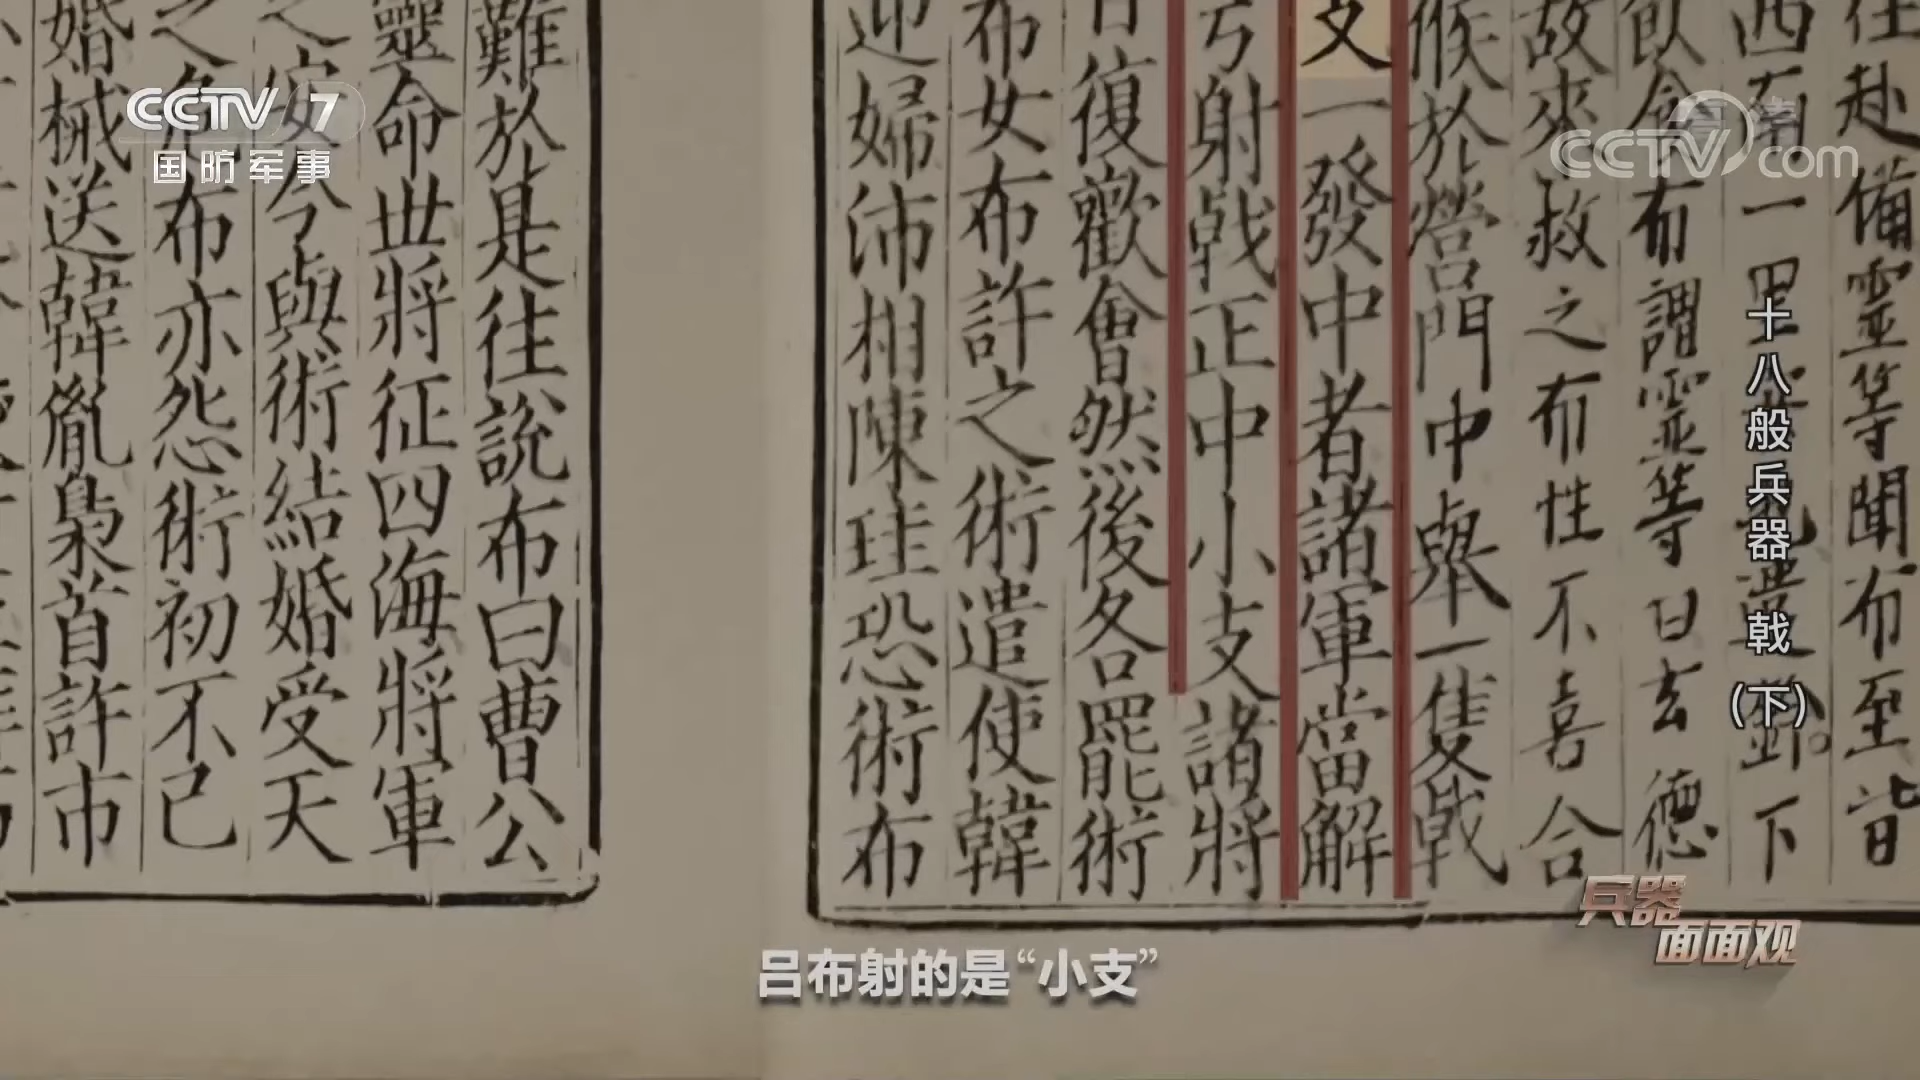 CCTV 7
国防军事
高清
CCTV com
往赴備靈等聞布至皆
西南一里 下
飲食布謂靈等曰玄德
故來救之布性不喜合
候於營門中舉一隻戟
支一發中者諸軍當解
弓射戟正中小支諸將
日復歡會然後各罷術
布女布許之術遣使韓
迎婦沛相陳珪恐術布
難於是往說布曰曹公
靈命世將征四海將軍
之安今與術結婚受天
之危布亦怨術初不已
婚械送韓胤梟首許市
十八般兵器 戟(下)
兵器
面面观
吕布射的是“小支”